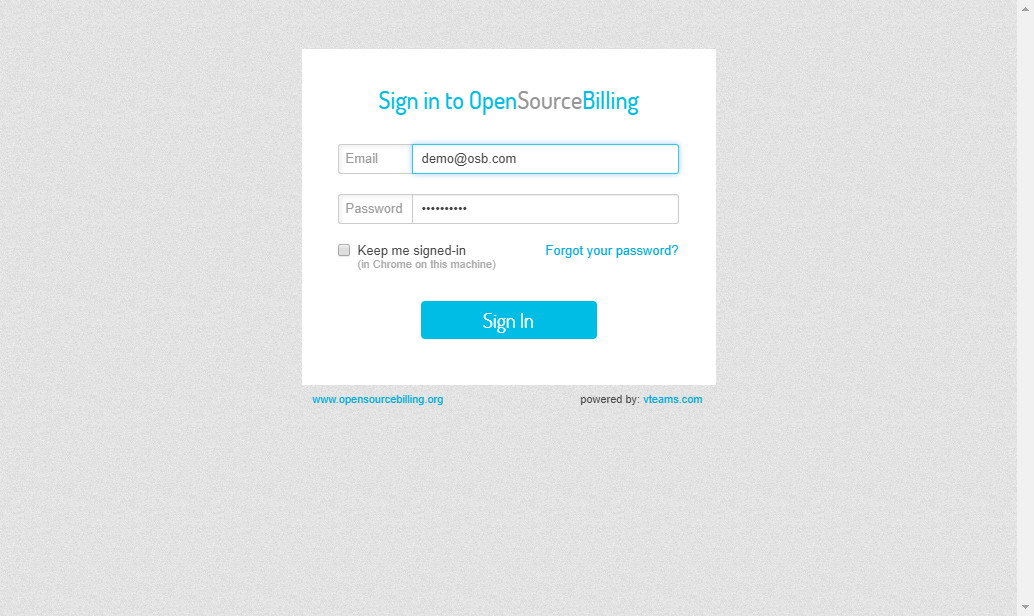 Sign in to OpenSourceBilling
Email demo@osb.com
Password ••••••••••
Keep me signed-in Forgot your password?
(in Chrome on this machine)
Sign In
www.opensourcebilling.org powered by: vteams.com